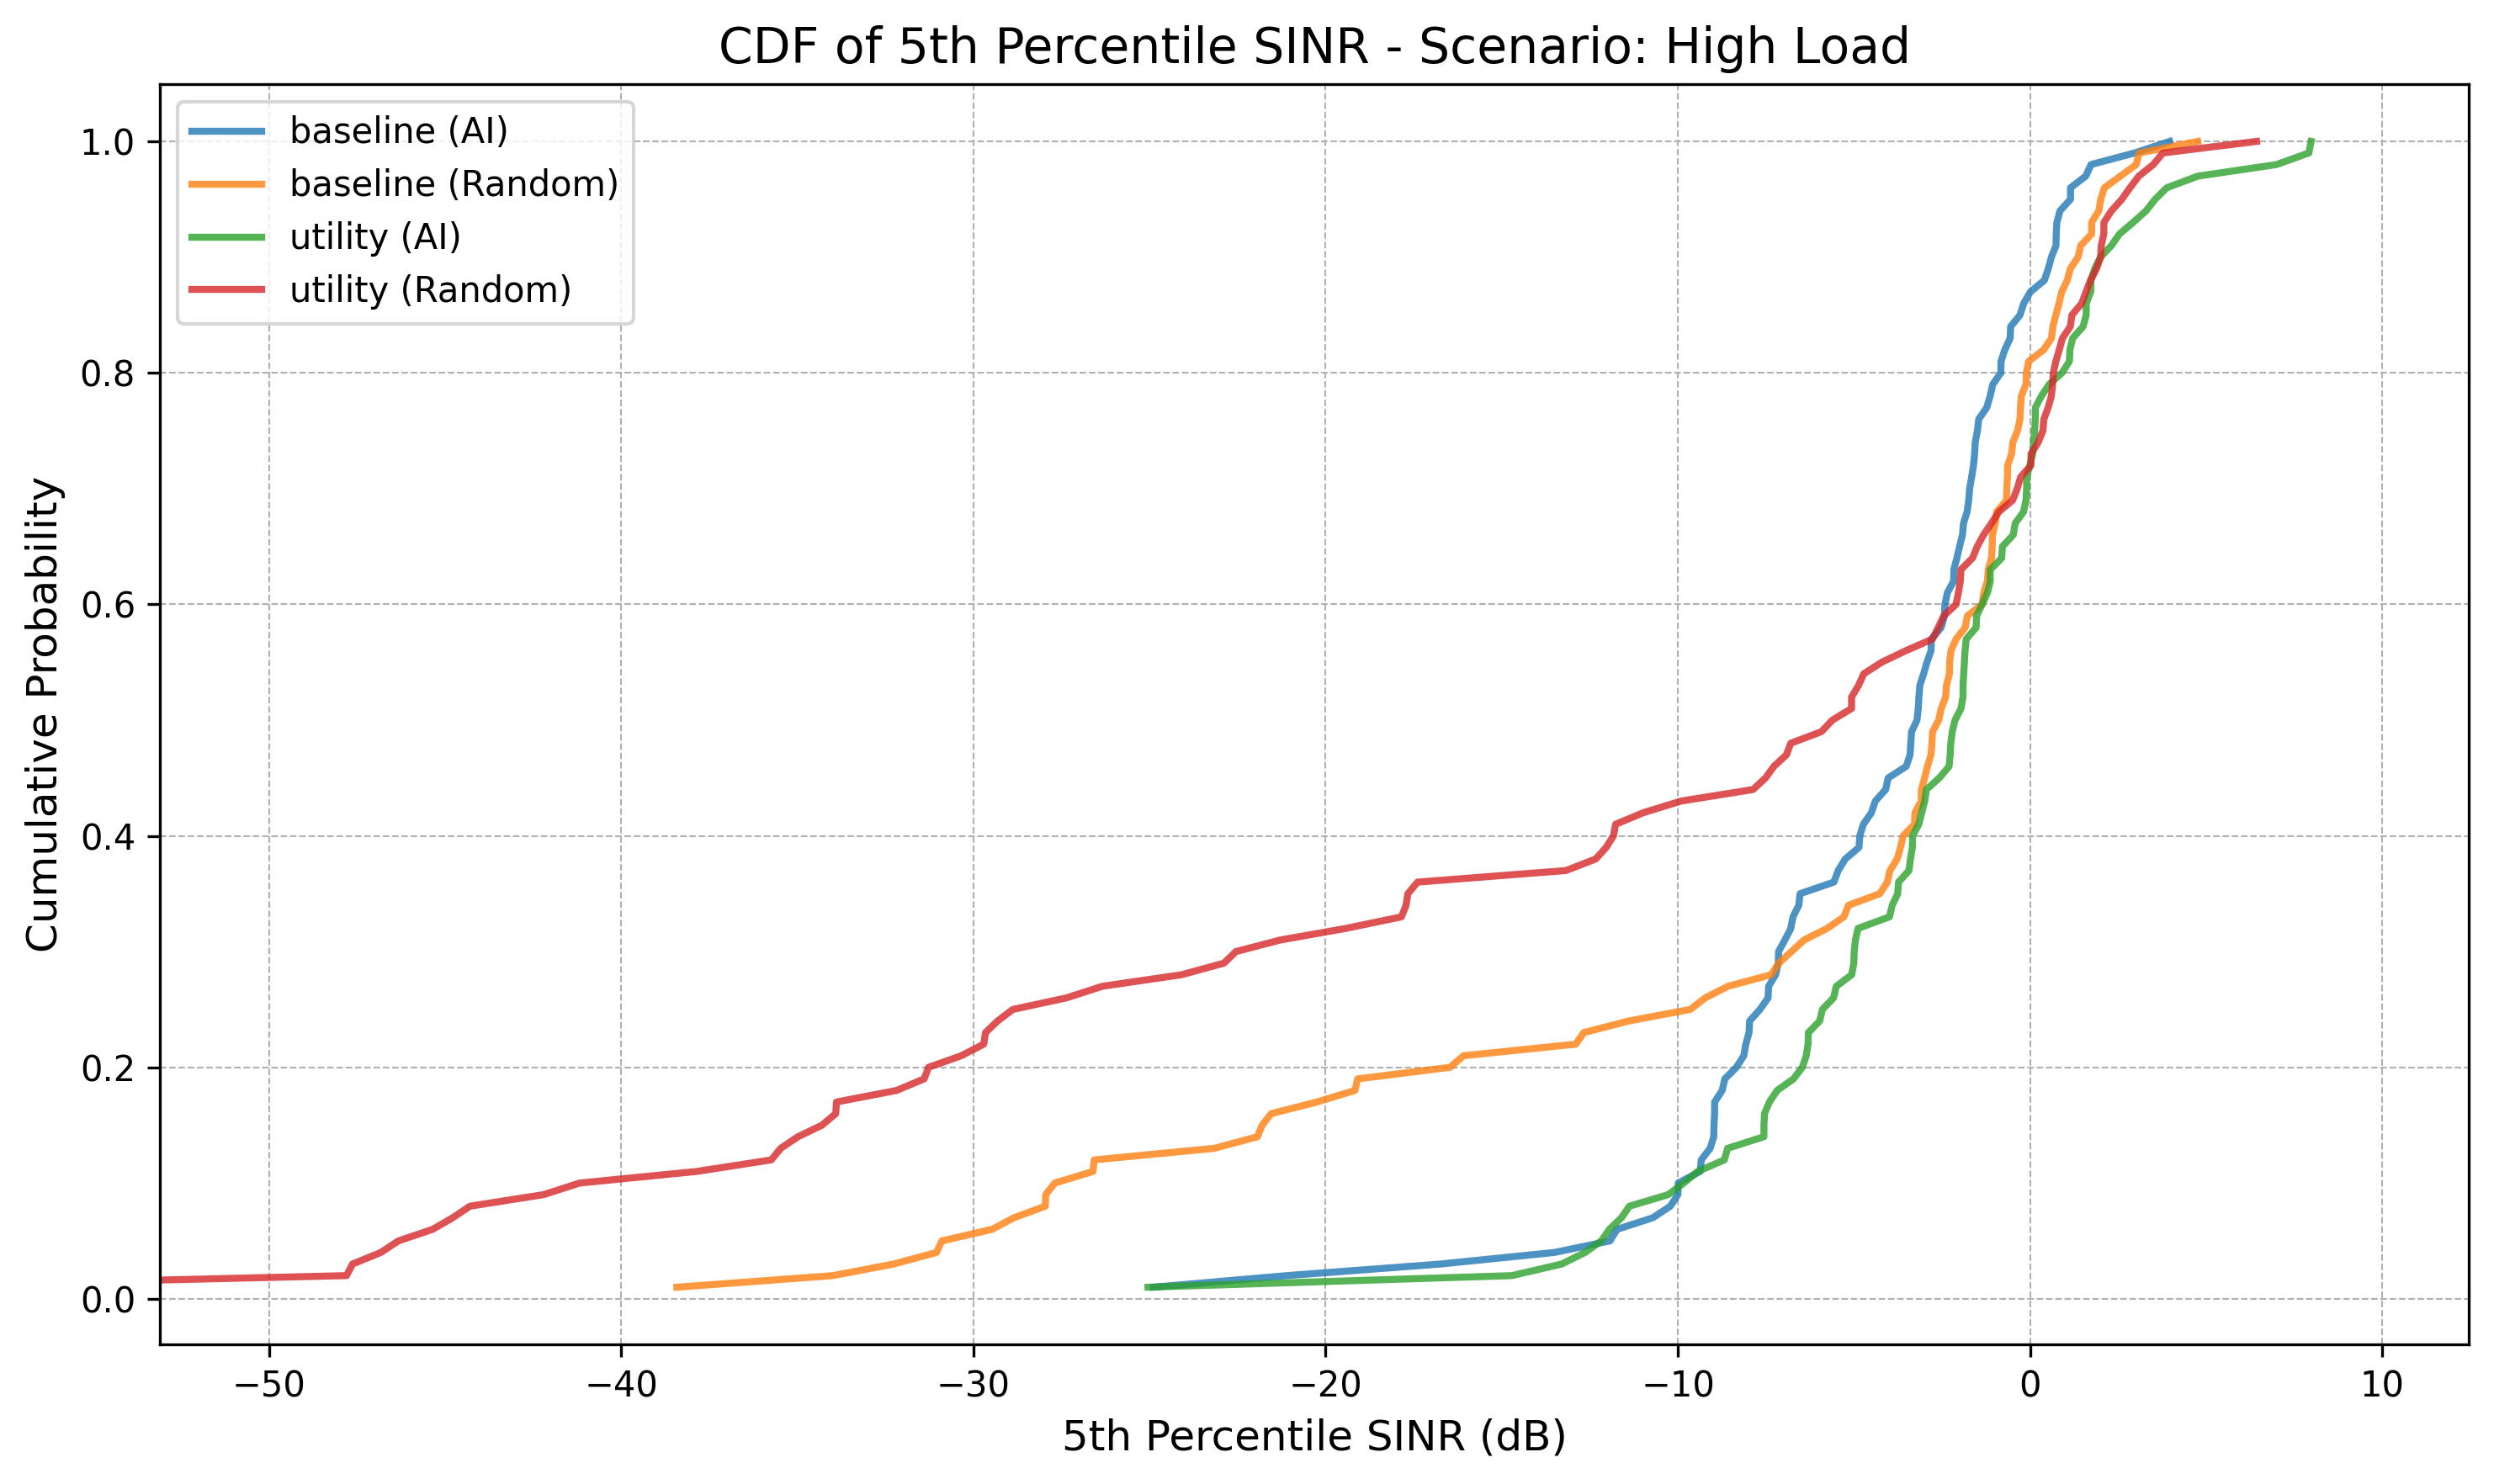 CDF of 5th Percentile SINR - Scenario: High Load
baseline (AI)
baseline (Random)
utility (AI)
utility (Random)
Cumulative Probability
1.0
0.8
0.6
0.4
0.2
0.0
−50 −40 −30 −20 −10 0 10
5th Percentile SINR (dB)